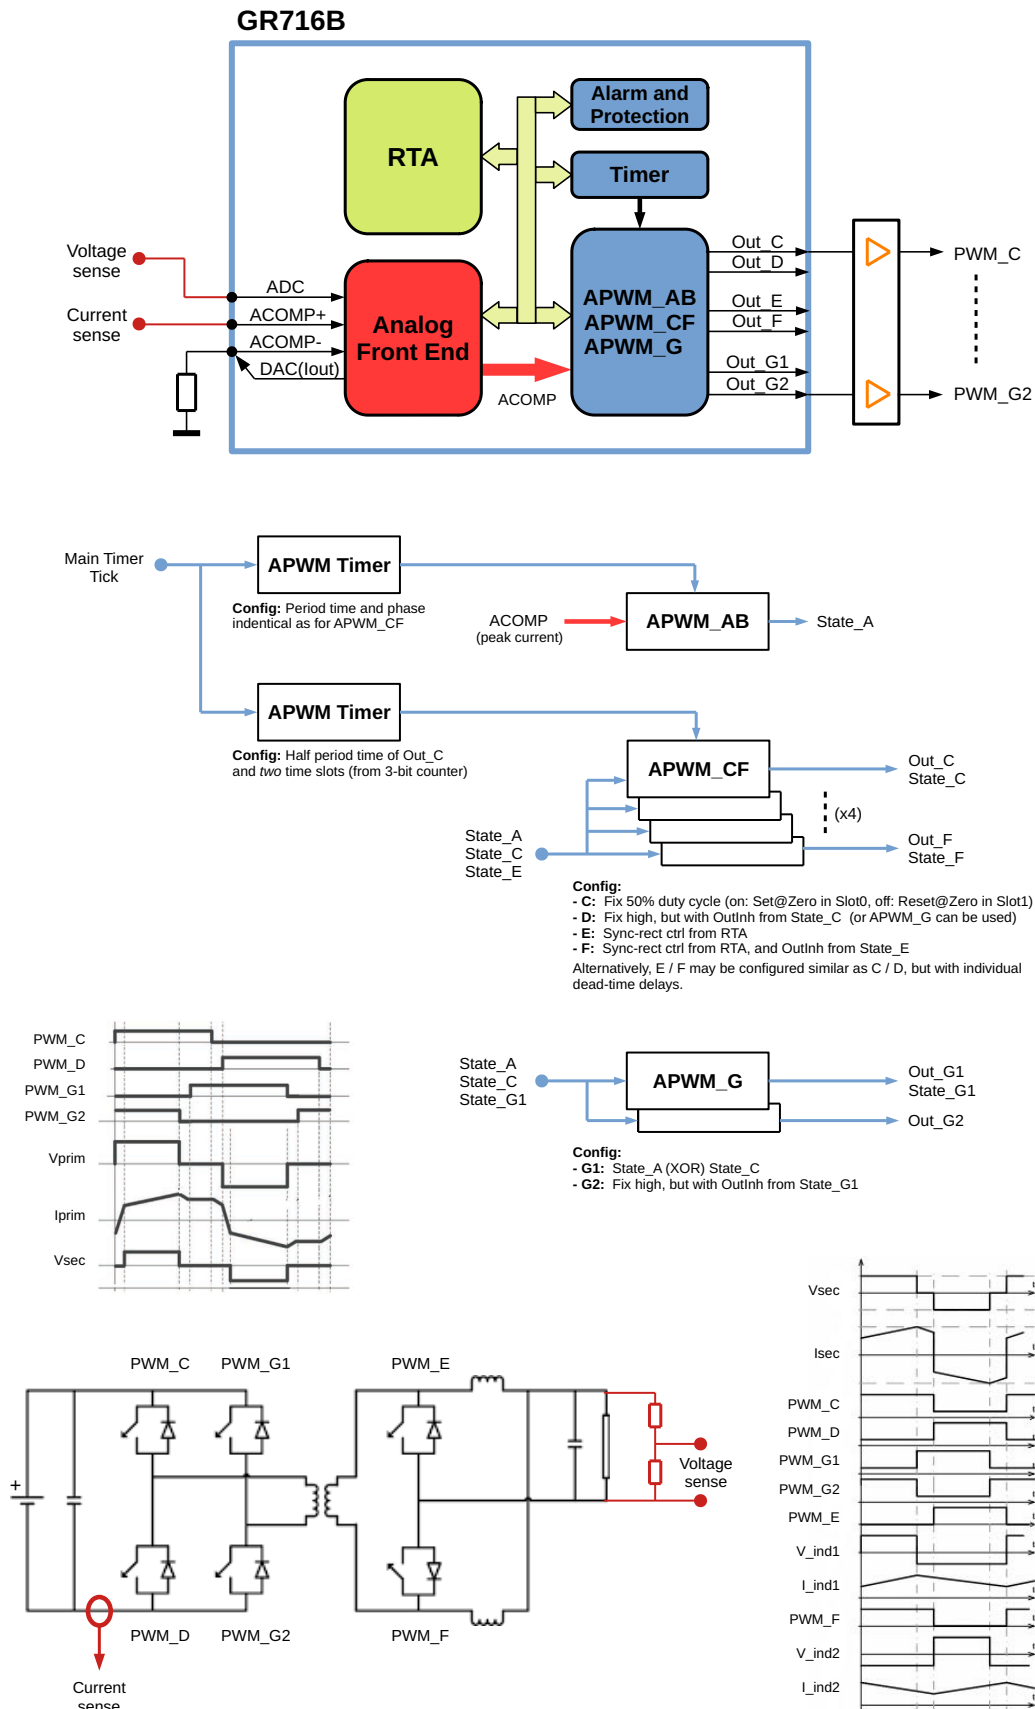 GR716B
RTA
Alarm and
Protection
Timer
Voltage
sense
Current
sense
ADC
ACOMP+
ACOMP-
DAC(Iout)
Analog
Front End
ACOMP
APWM_AB
APWM_CF
APWM_G
Out_C
Out_D
Out_E
Out_F
Out_G1
Out_G2
PWM_C
PWM_G2
Main Timer
Tick
APWM Timer
Config: Period time and phase
indentical as for APWM_CF
ACOMP
(peak current)
APWM_AB
State_A
APWM Timer
Config: Half period time of Out_C
and two time slots (from 3-bit counter)
APWM_CF
Out_C
State_C
(x4)
Out_F
State_F
State_A
State_C
State_E
Config:
- C: Fix 50% duty cycle (on: Set@Zero in Slot0, off: Reset@Zero in Slot1)
- D: Fix high, but with OutInh from State_C (or APWM_G can be used)
- E: Sync-rect ctrl from RTA
- F: Sync-rect ctrl from RTA, and OutInh from State_E
Alternatively, E / F may be configured similar as C / D, but with individual
dead-time delays.
PWM_C
PWM_D
PWM_G1
PWM_G2
Vprim
Iprim
Vsec
State_A
State_C
State_G1
APWM_G
Out_G1
State_G1
Out_G2
Config:
- G1: State_A (XOR) State_C
- G2: Fix high, but with OutInh from State_G1
PWM_C
PWM_G1
PWM_E
+
Voltage
sense
PWM_D
PWM_G2
PWM_F
Current
sense
Vsec
Isec
PWM_C
PWM_D
PWM_G1
PWM_G2
PWM_E
V_ind1
I_ind1
PWM_F
V_ind2
I_ind2